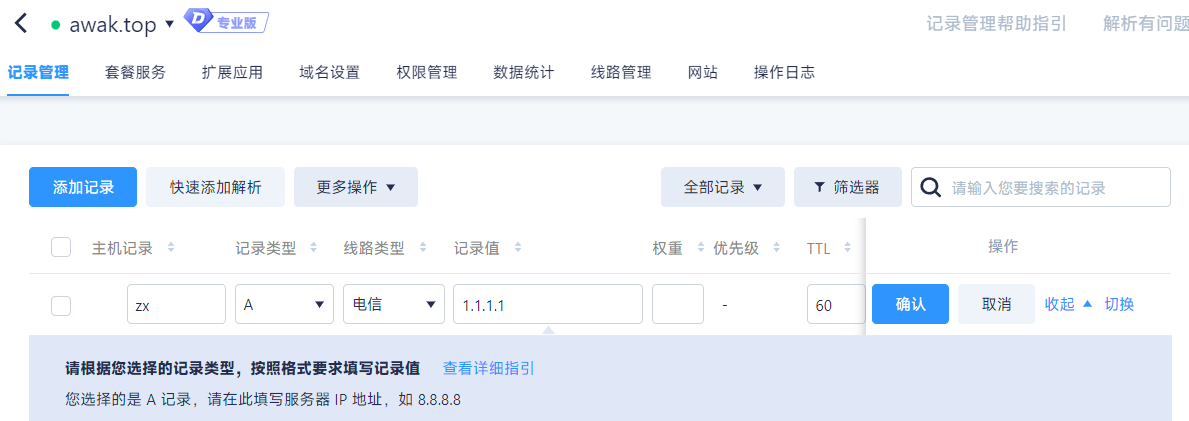 awak.top D 专业版 记录管理帮助指引 解析有问题
记录管理 套餐服务 扩展应用 域名设置 权限管理 数据统计 线路管理 网站 操作日志
添加记录 快速添加解析 更多操作 全部记录 筛选器 请输入您要搜索的记录
主机记录 记录类型 线路类型 记录值 权重 优先级 TTL 操作
zx A 电信 1.1.1.1 - 60 确认 取消 收起 切换
请根据您选择的记录类型，按照格式要求填写记录值 查看详细指引
您选择的是 A 记录，请在此填写服务器 IP 地址，如 8.8.8.8